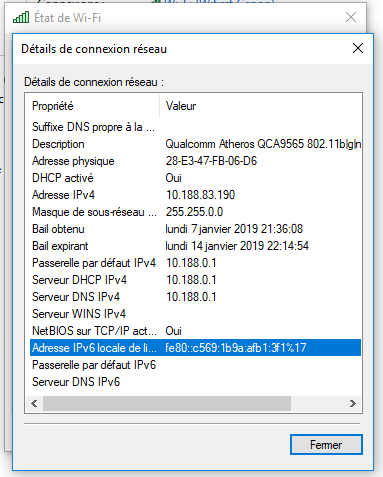 État de Wi-Fi
Détails de connexion réseau
Détails de connexion réseau :
Propriété Valeur
Suffixe DNS propre à la ...
Description Qualcomm Atheros QCA9565 802.11b|g|n
Adresse physique 28-E3-47-FB-06-D6
DHCP activé Oui
Adresse IPv4 10.188.83.190
Masque de sous-réseau ... 255.255.0.0
Bail obtenu lundi 7 janvier 2019 21:36:08
Bail expirant lundi 14 janvier 2019 22:14:54
Passerelle par défaut IPv4 10.188.0.1
Serveur DHCP IPv4 10.188.0.1
Serveur DNS IPv4 10.188.0.1
Serveur WINS IPv4
NetBIOS sur TCP/IP act... Oui
Adresse IPv6 locale de li... fe80::c569:1b9a:afb1:3f1%17
Passerelle par défaut IPv6
Serveur DNS IPv6
Fermer